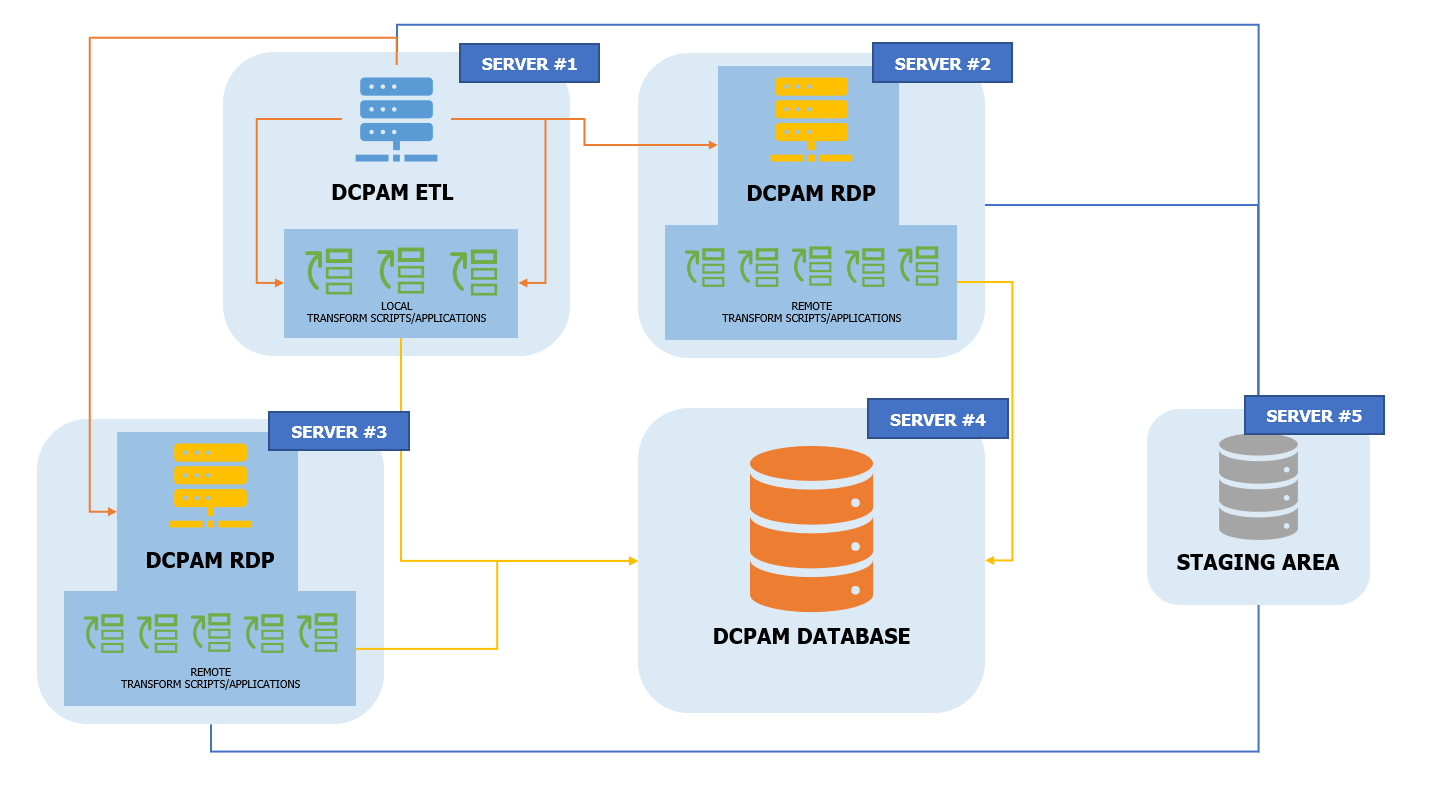 SERVER #1
DCPAM ETL
LOCAL
TRANSFORM SCRIPTS/APPLICATIONS
SERVER #2
DCPAM RDP
REMOTE
TRANSFORM SCRIPTS/APPLICATIONS
SERVER #3
DCPAM RDP
REMOTE
TRANSFORM SCRIPTS/APPLICATIONS
SERVER #4
DCPAM DATABASE
SERVER #5
STAGING AREA